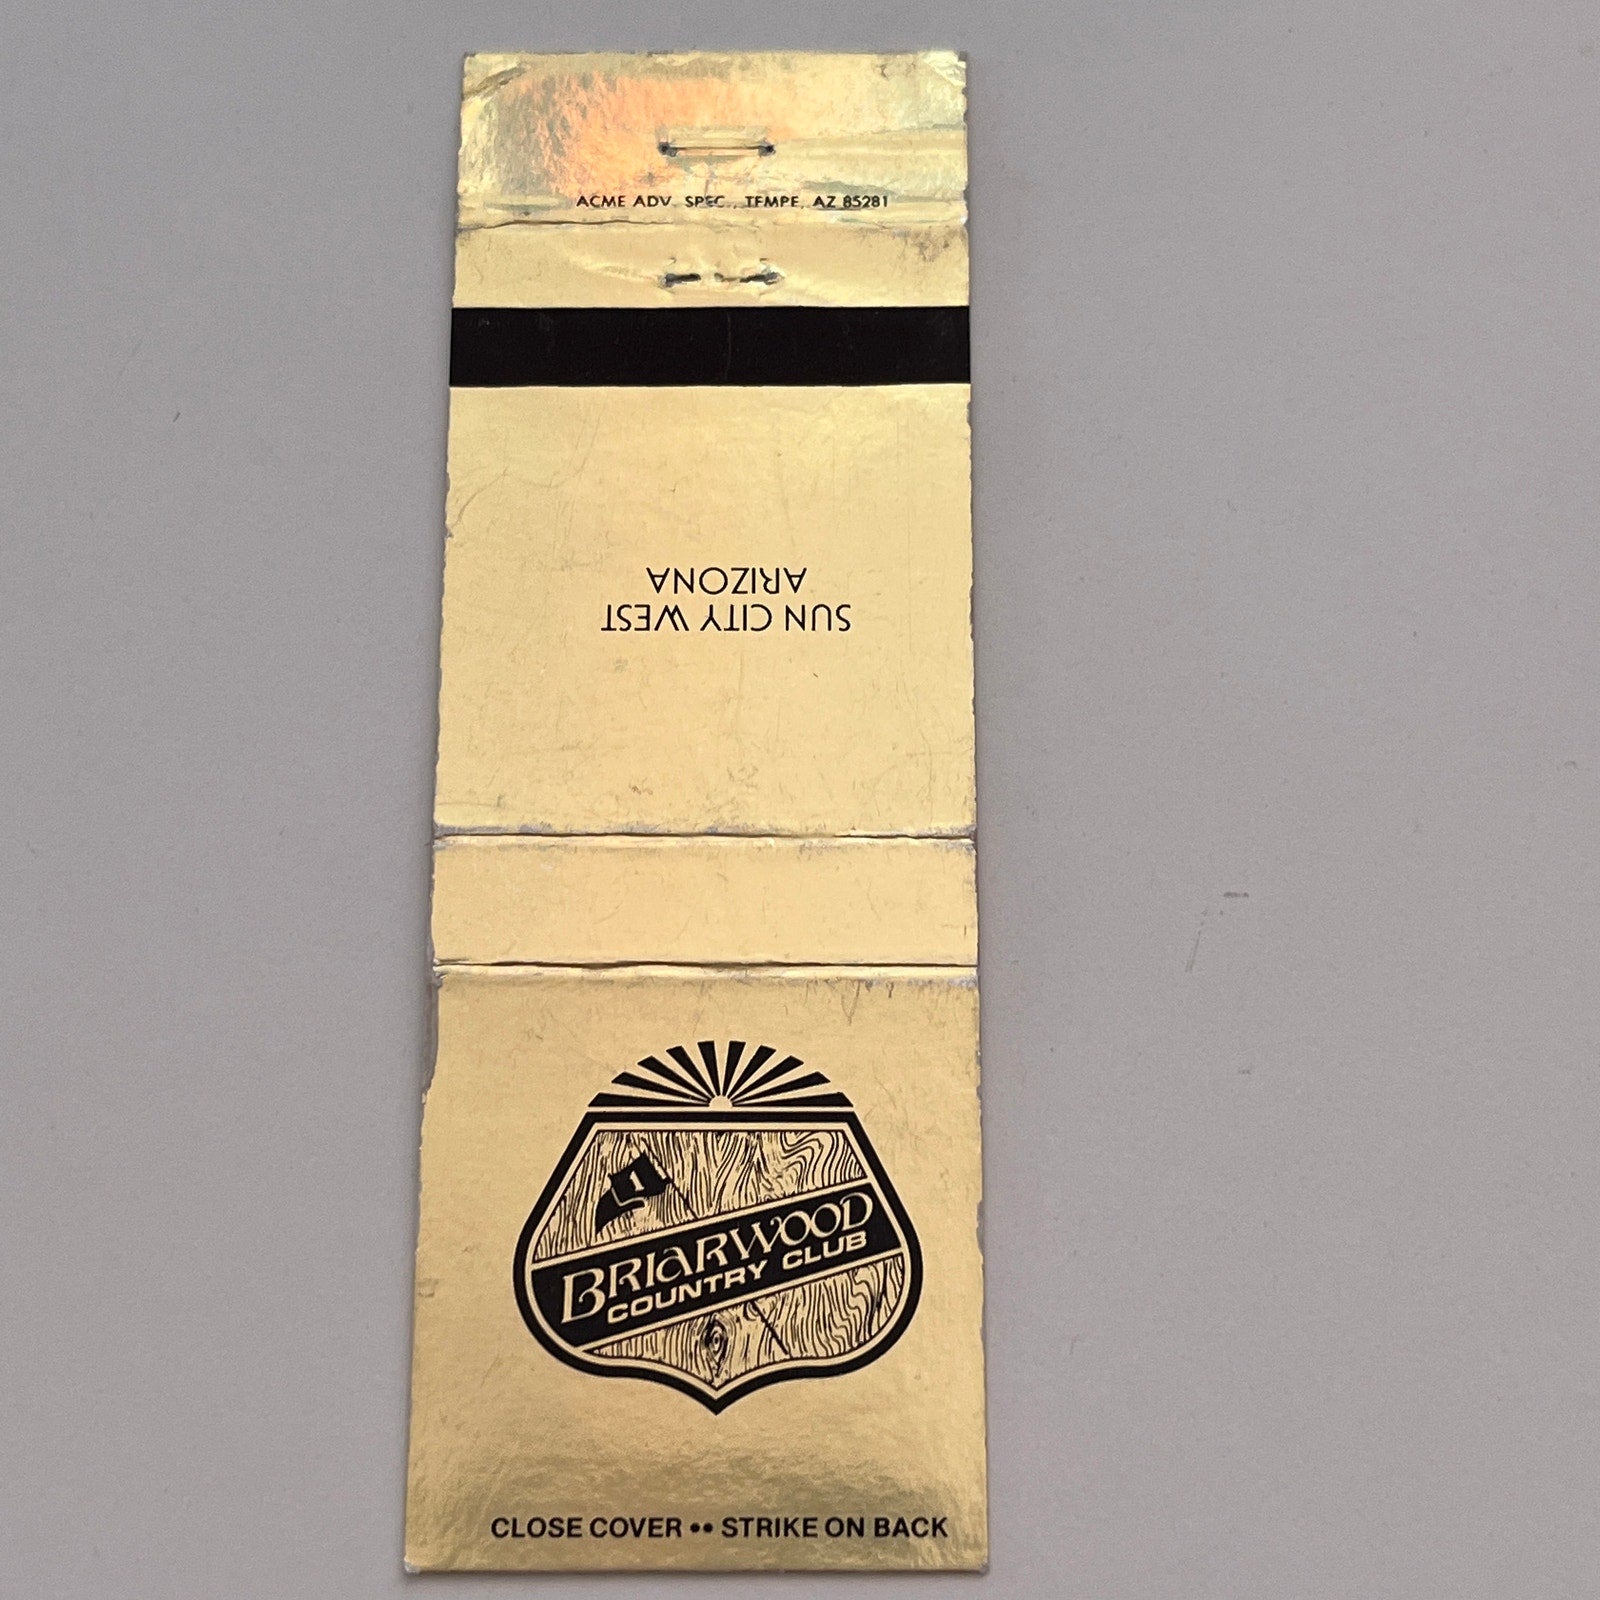 ACME ADV. SPEC., TEMPE, AZ 85281
SUN CITY WEST
ARIZONA
1
BRIARWOOD
COUNTRY CLUB
CLOSE COVER •• STRIKE ON BACK